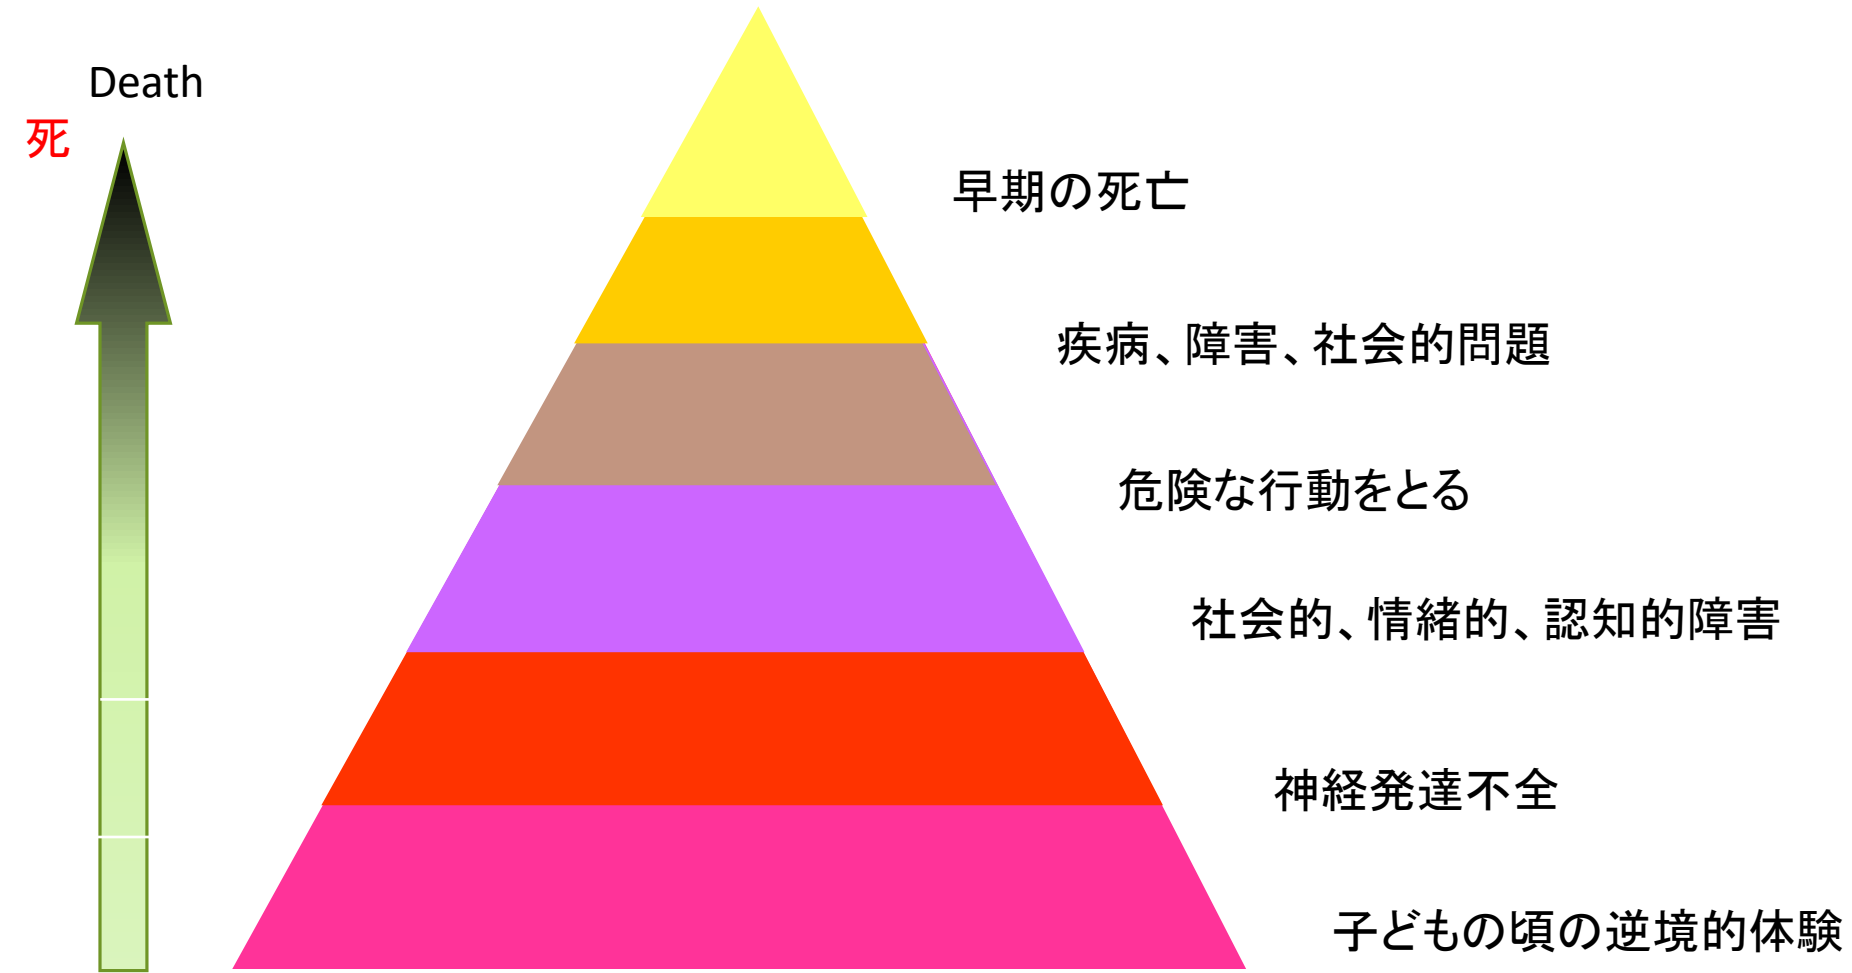 Death
死
早期の死亡
疾病、障害、社会的問題
危険な行動をとる
社会的、情緒的、認知的障害
神経発達不全
子どもの頃の逆境的体験